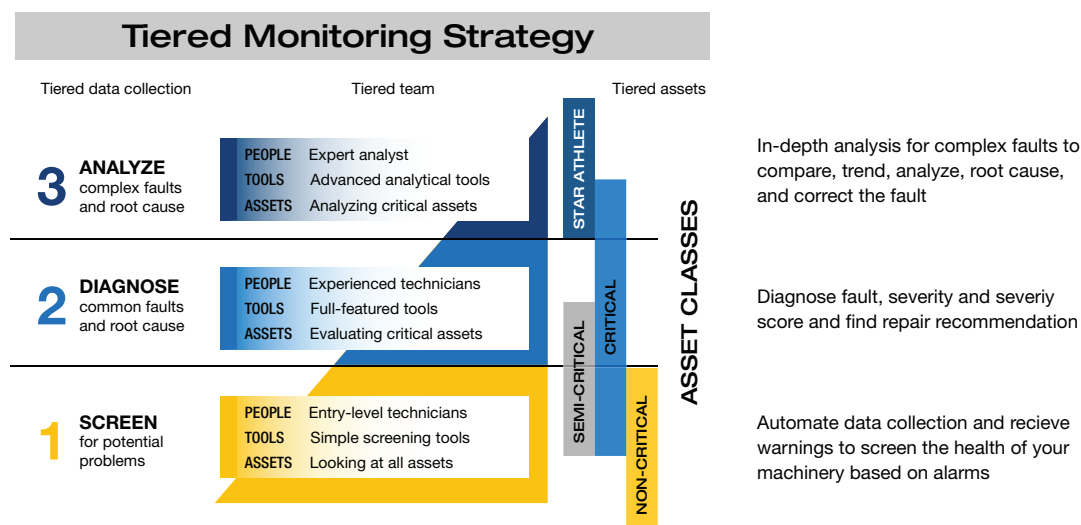 Tiered Monitoring Strategy
Tiered data collection
Tiered team
Tiered assets
3
ANALYZE
complex faults
and root cause
PEOPLE Expert analyst
TOOLS Advanced analytical tools
ASSETS Analyzing critical assets
In-depth analysis for complex faults to
compare, trend, analyze, root cause,
and correct the fault
2
DIAGNOSE
common faults
and root cause
PEOPLE Experienced technicians
TOOLS Full-featured tools
ASSETS Evaluating critical assets
Diagnose fault, severity and severiy
score and find repair recommendation
1
SCREEN
for potential
problems
PEOPLE Entry-level technicians
TOOLS Simple screening tools
ASSETS Looking at all assets
Automate data collection and recieve
warnings to screen the health of your
machinery based on alarms
STAR ATHLETE
SEMI-CRITICAL
CRITICAL
NON-CRITICAL
ASSET CLASSES